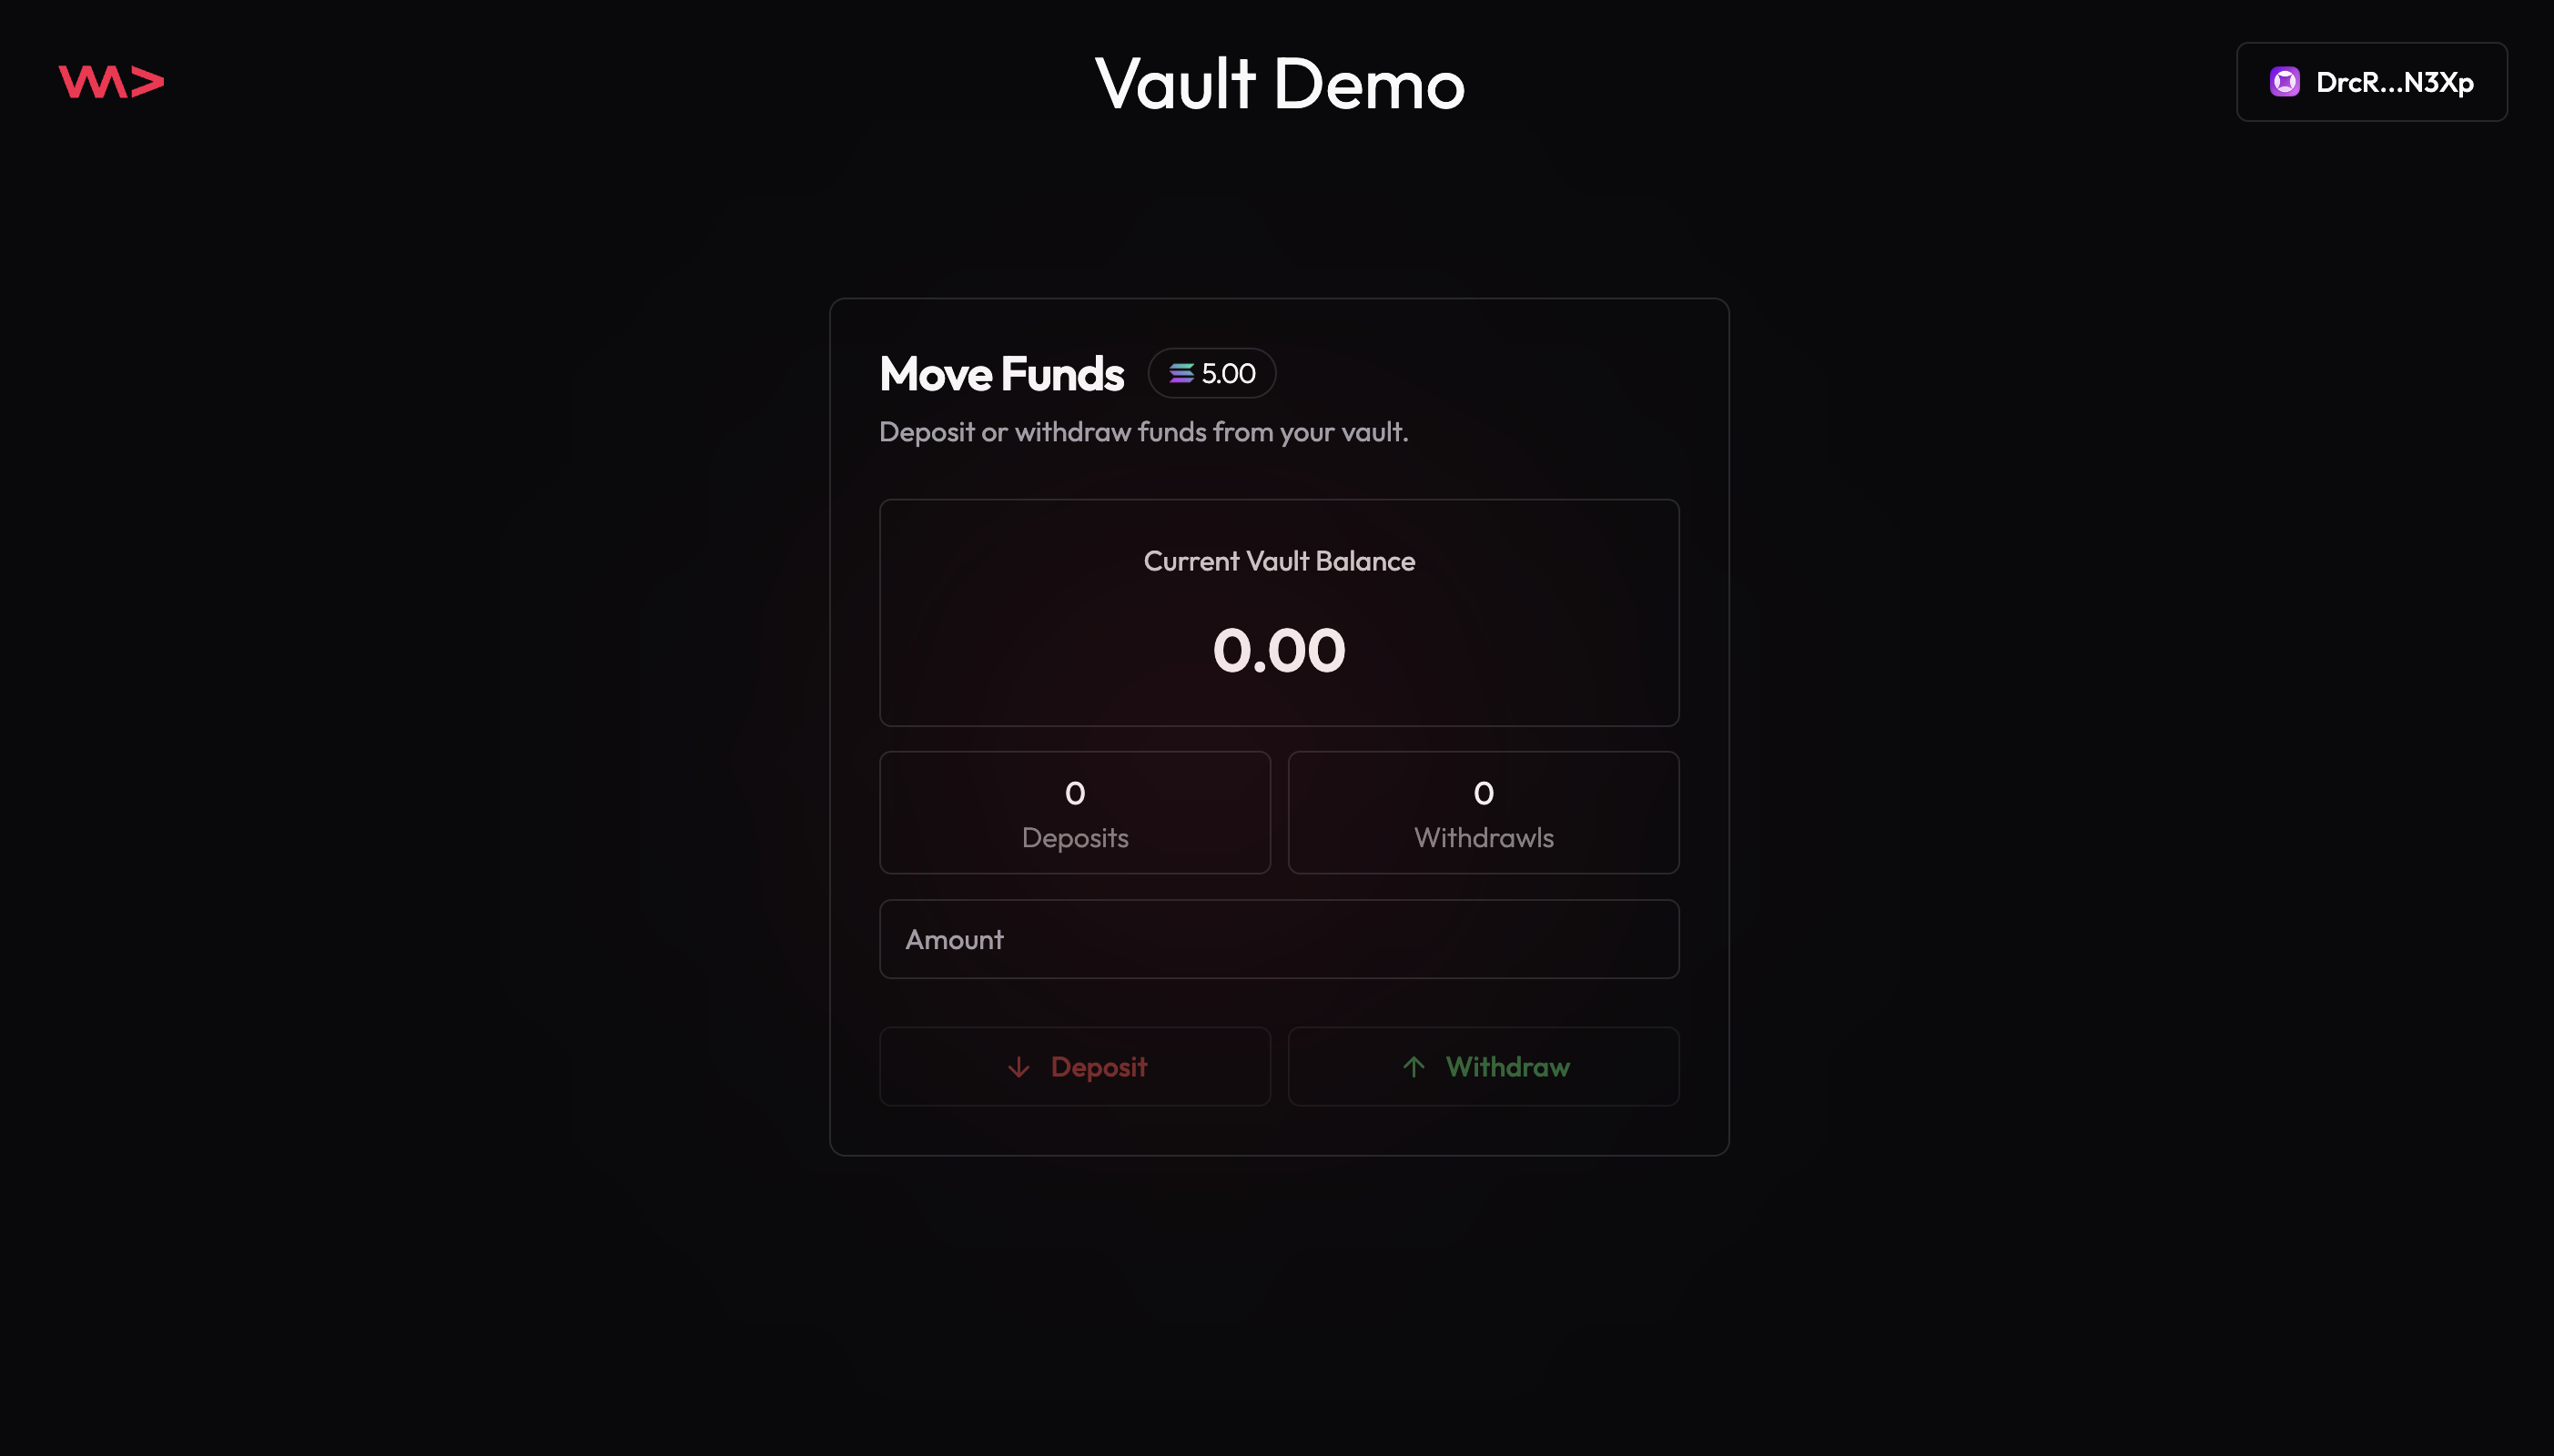 Vault Demo
DrcR...N3Xp
Move Funds
5.00
Deposit or withdraw funds from your vault.
Current Vault Balance
0.00
0
Deposits
0
Withdrawls
Amount
Deposit
Withdraw